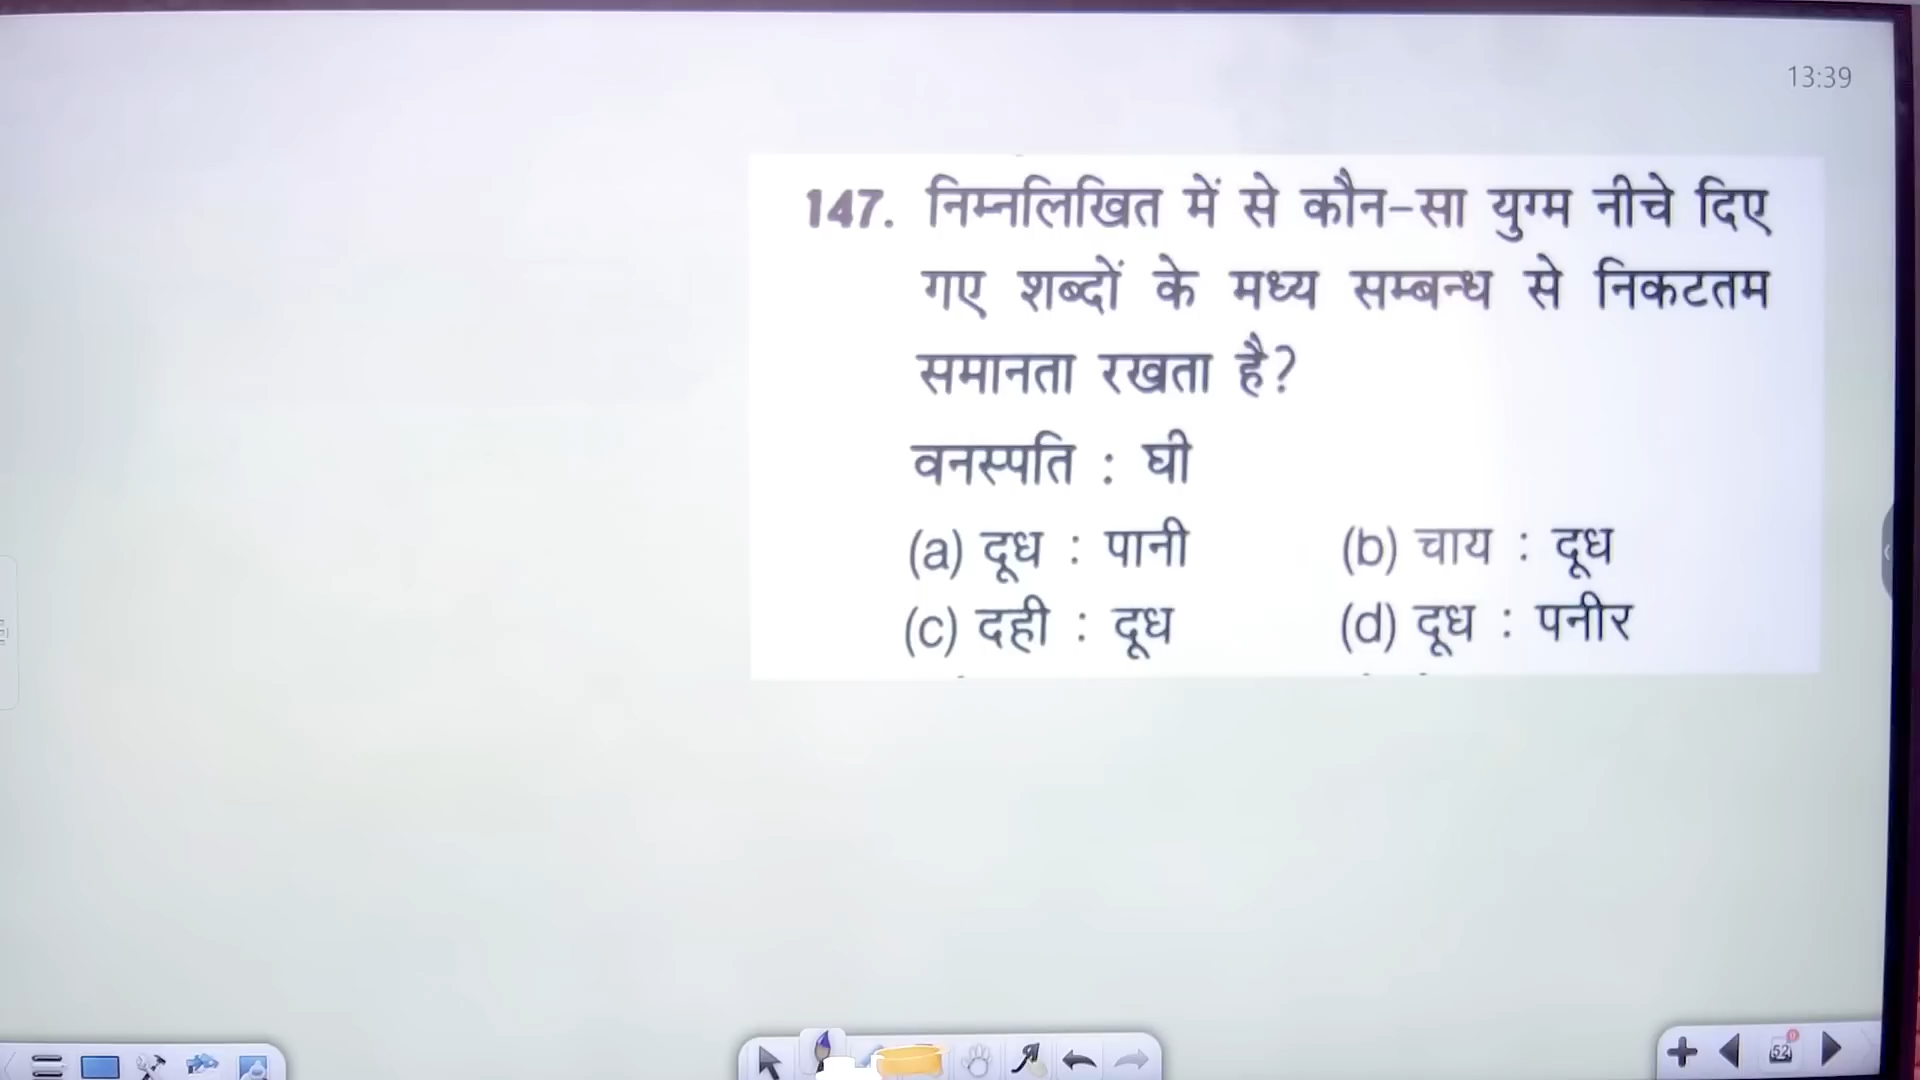 13:39
147. निम्नलिखित में से कौन-सा युग्म नीचे दिए
गए शब्दों के मध्य सम्बन्ध से निकटतम
समानता रखता है?
वनस्पति : घी
(a) दूध : पानी (b) चाय : दूध
(c) दही : दूध (d) दूध : पनीर
52